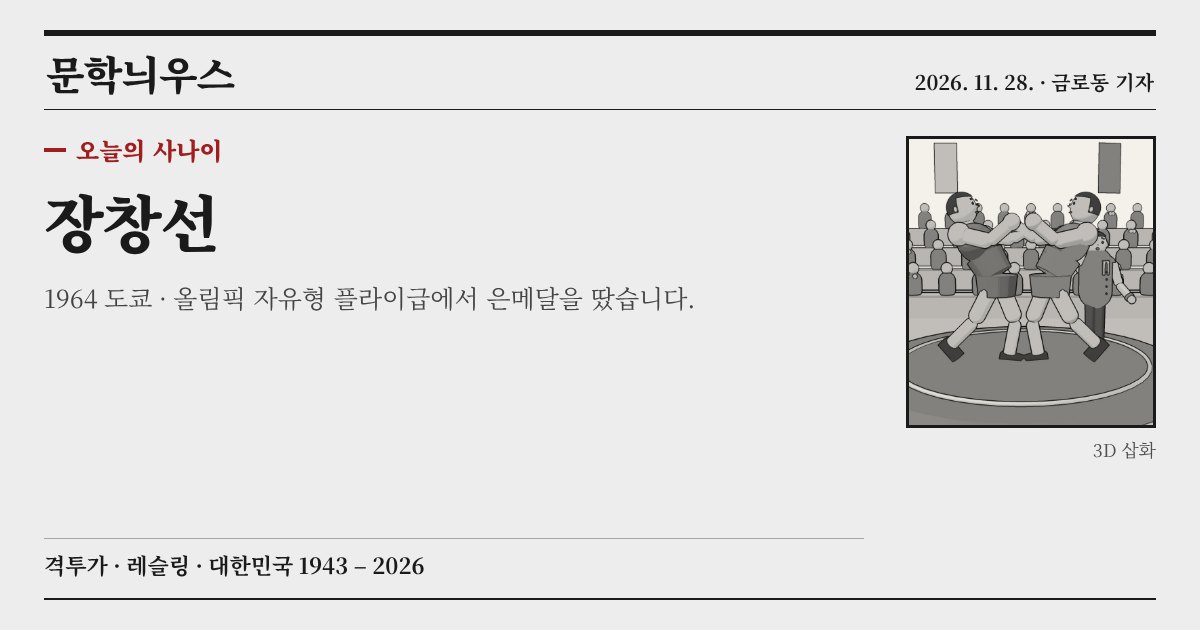 문학늬우스
2026. 11. 28. · 금로동 기자
오늘의 사나이
장창선
1964 도쿄 · 올림픽 자유형 플라이급에서 은메달을 땄습니다.
3D 삽화
격투가 · 레슬링 · 대한민국 1943 – 2026